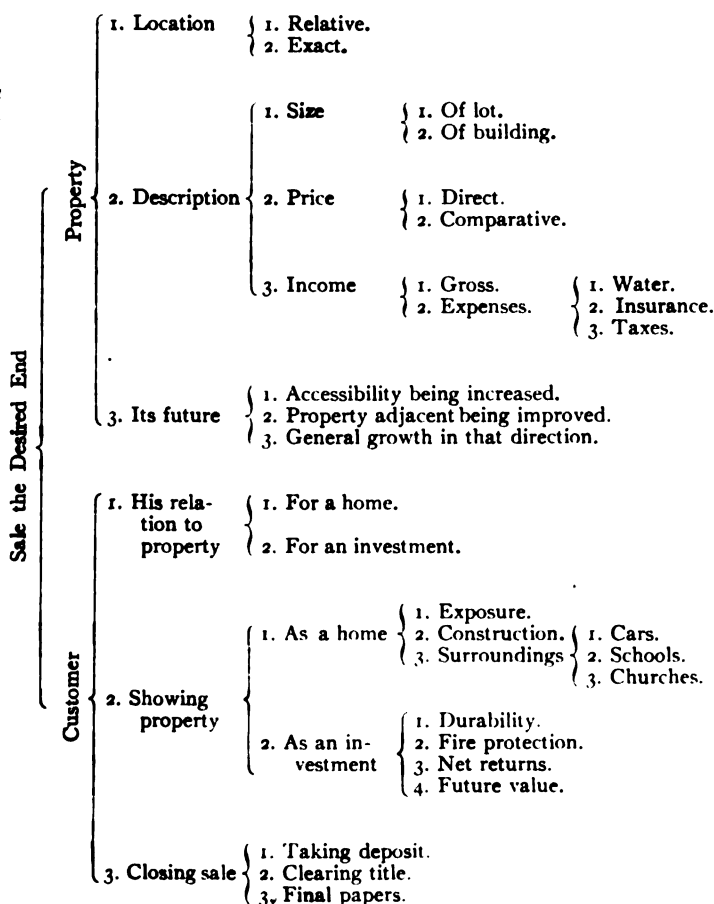 Sale the Desired End
Property
1. Location
1. Relative.
2. Exact.
2. Description
1. Size
1. Of lot.
2. Of building.
2. Price
1. Direct.
2. Comparative.
3. Income
1. Gross.
2. Expenses.
1. Water.
2. Insurance.
3. Taxes.
3. Its future
1. Accessibility being increased.
2. Property adjacent being improved.
3. General growth in that direction.
Customer
1. His rela-
tion to
property
1. For a home.
2. For an investment.
2. Showing
property
1. As a home
1. Exposure.
2. Construction.
3. Surroundings
1. Cars.
2. Schools.
3. Churches.
2. As an in-
vestment
1. Durability.
2. Fire protection.
3. Net returns.
4. Future value.
3. Closing sale
1. Taking deposit.
2. Clearing title.
3. Final papers.